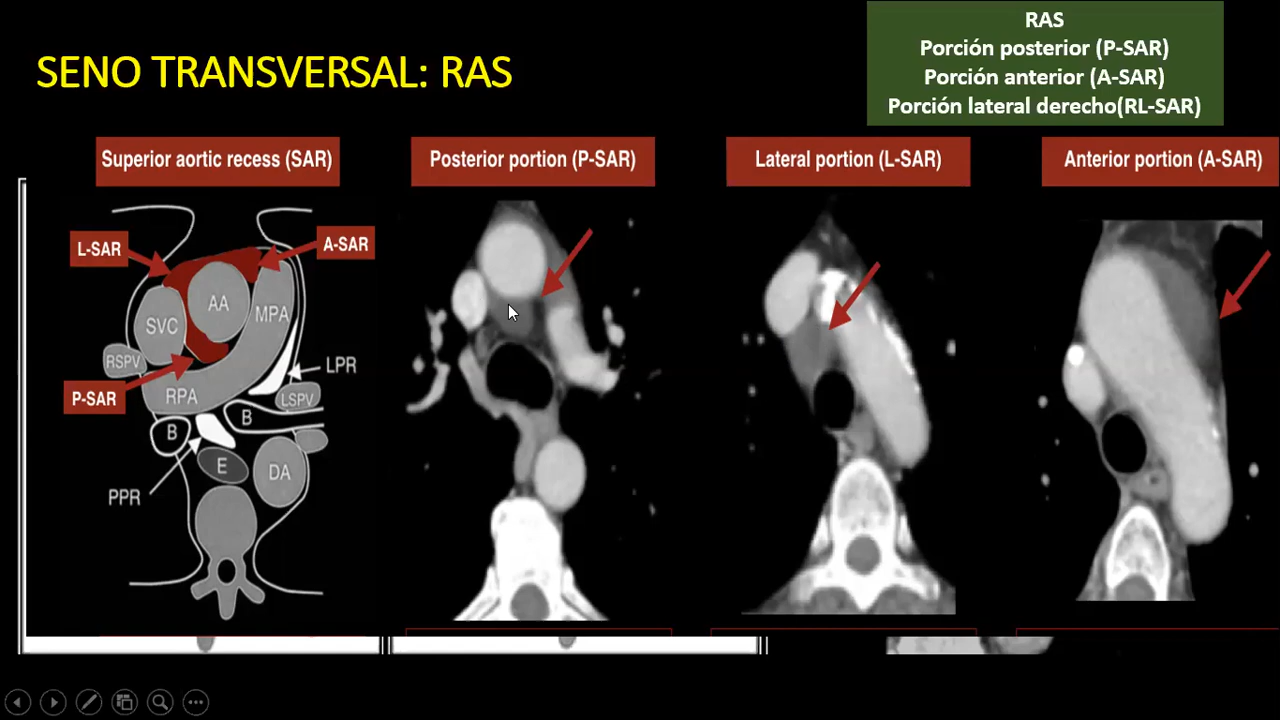 SENO TRANSVERSAL: RAS
RAS
Porción posterior (P-SAR)
Porción anterior (A-SAR)
Porción lateral derecho(RL-SAR)
Superior aortic recess (SAR)
Posterior portion (P-SAR)
Lateral portion (L-SAR)
Anterior portion (A-SAR)
L-SAR
A-SAR
AA
SVC
MPA
RSPV
LPR
P-SAR
RPA
LSPV
B
B
E
DA
PPR